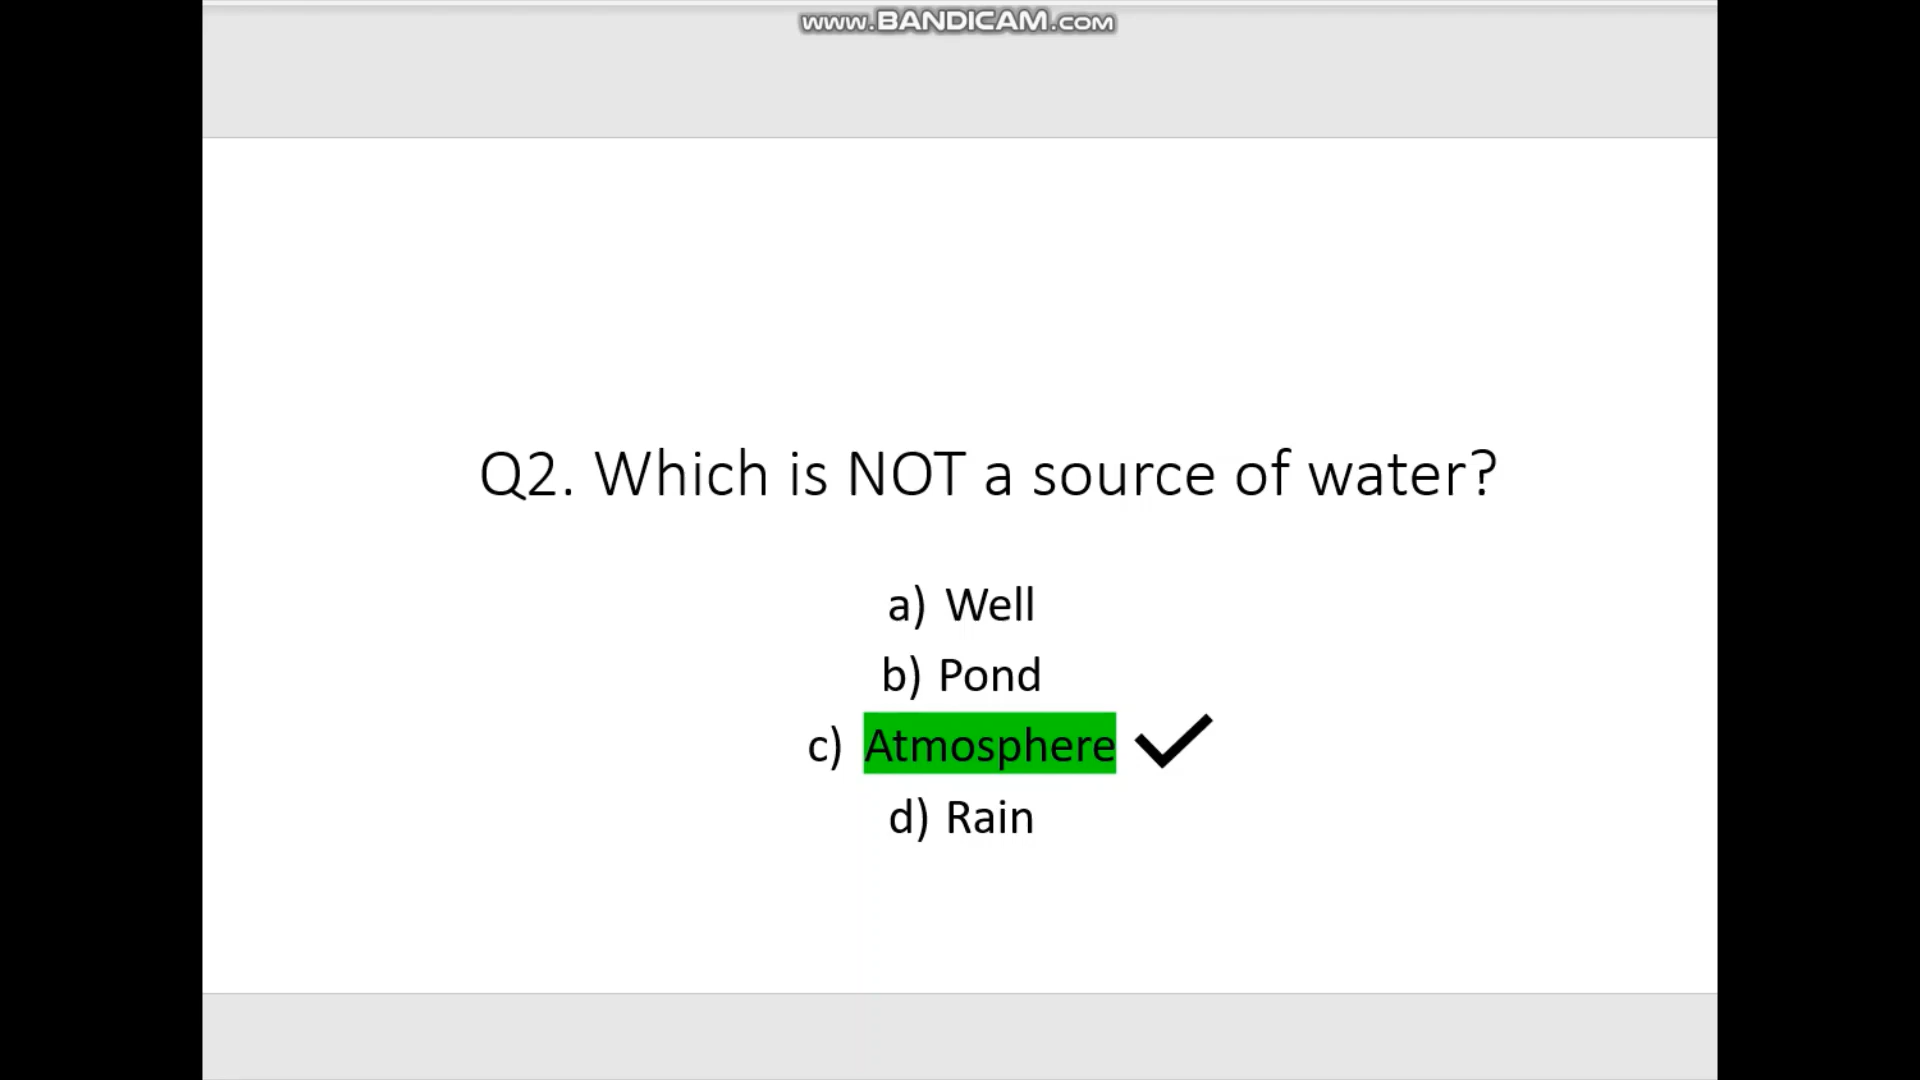 www.BANDICAM.com
Q2. Which is NOT a source of water?
a) Well
b) Pond
c) Atmosphere
d) Rain